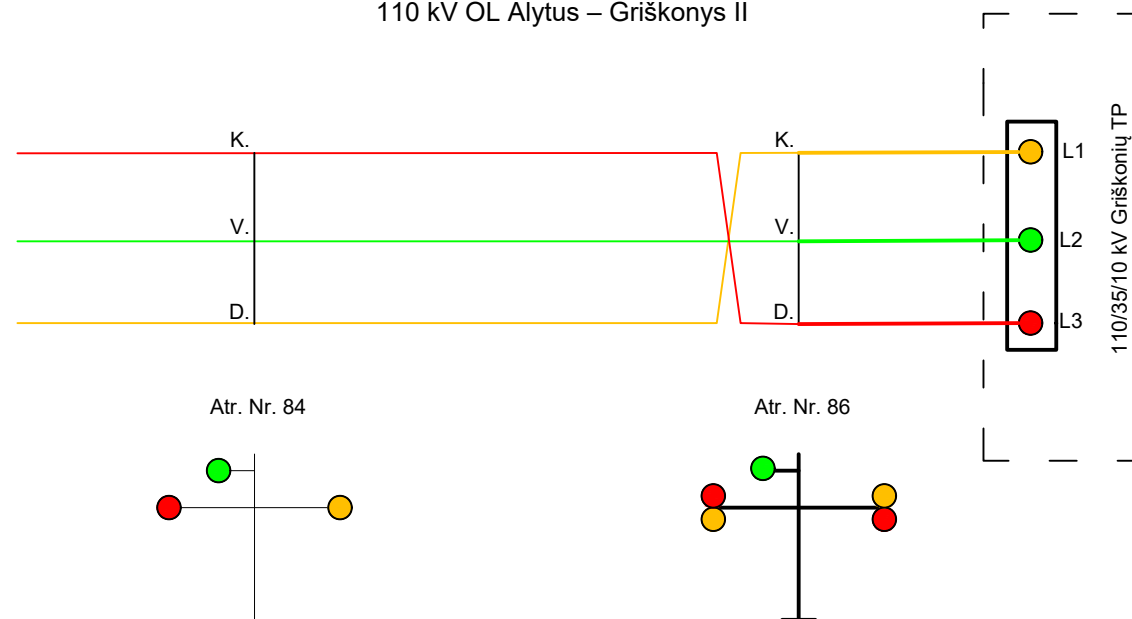 110 kV OL Alytus – Griškonys II
K.
K.
L1
V.
V.
L2
D.
D.
L3
110/35/10 kV Griškonių TP
Atr. Nr. 84
Atr. Nr. 86